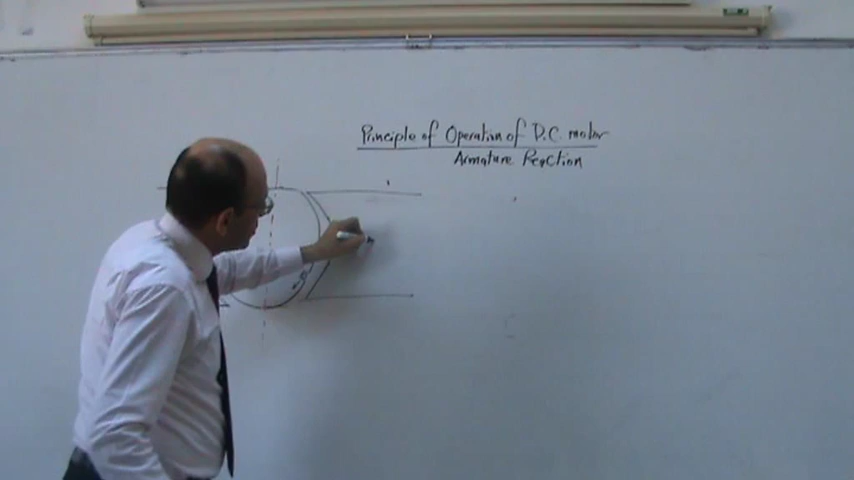 Principle of Operation of D.C. motor
Armature Reaction